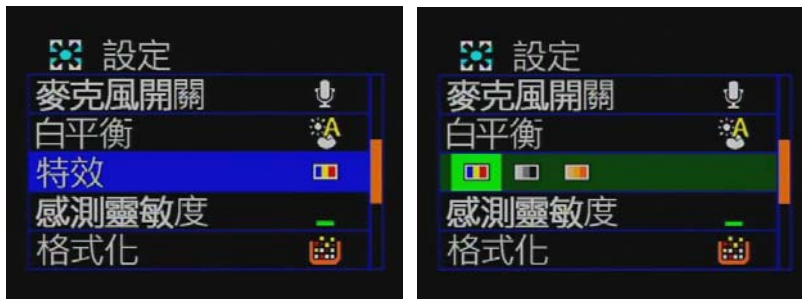 設定
麥克風開關
白平衡
特效
感測靈敏度
格式化
設定
麥克風開關
白平衡
感測靈敏度
格式化